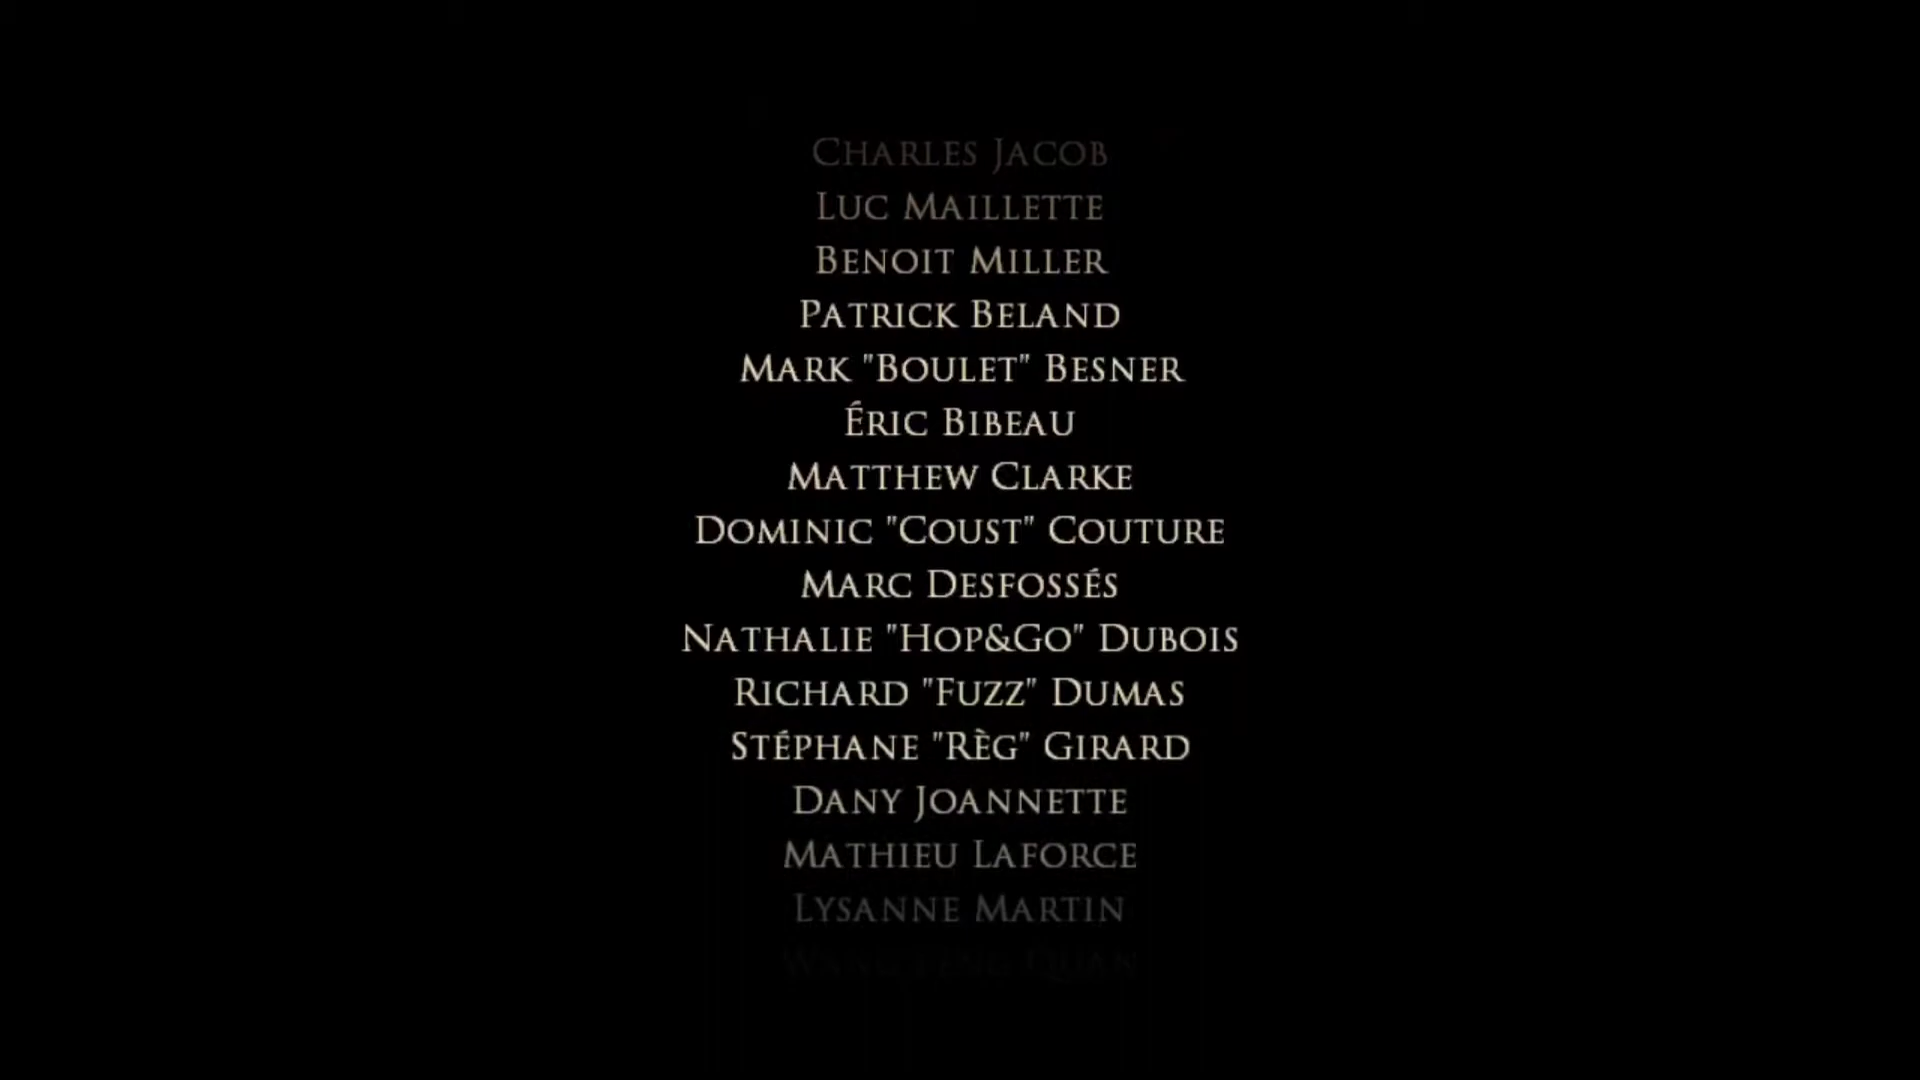 Charles Jacob
Luc Maillette
Benoit Miller
Patrick Beland
Mark "Boulet" Besner
Éric Bibeau
Matthew Clarke
Dominic "Coust" Couture
Marc Desfossés
Nathalie "Hop&Go" Dubois
Richard "Fuzz" Dumas
Stéphane "Règ" Girard
Dany Joannette
Mathieu Laforce
Lysanne Martin